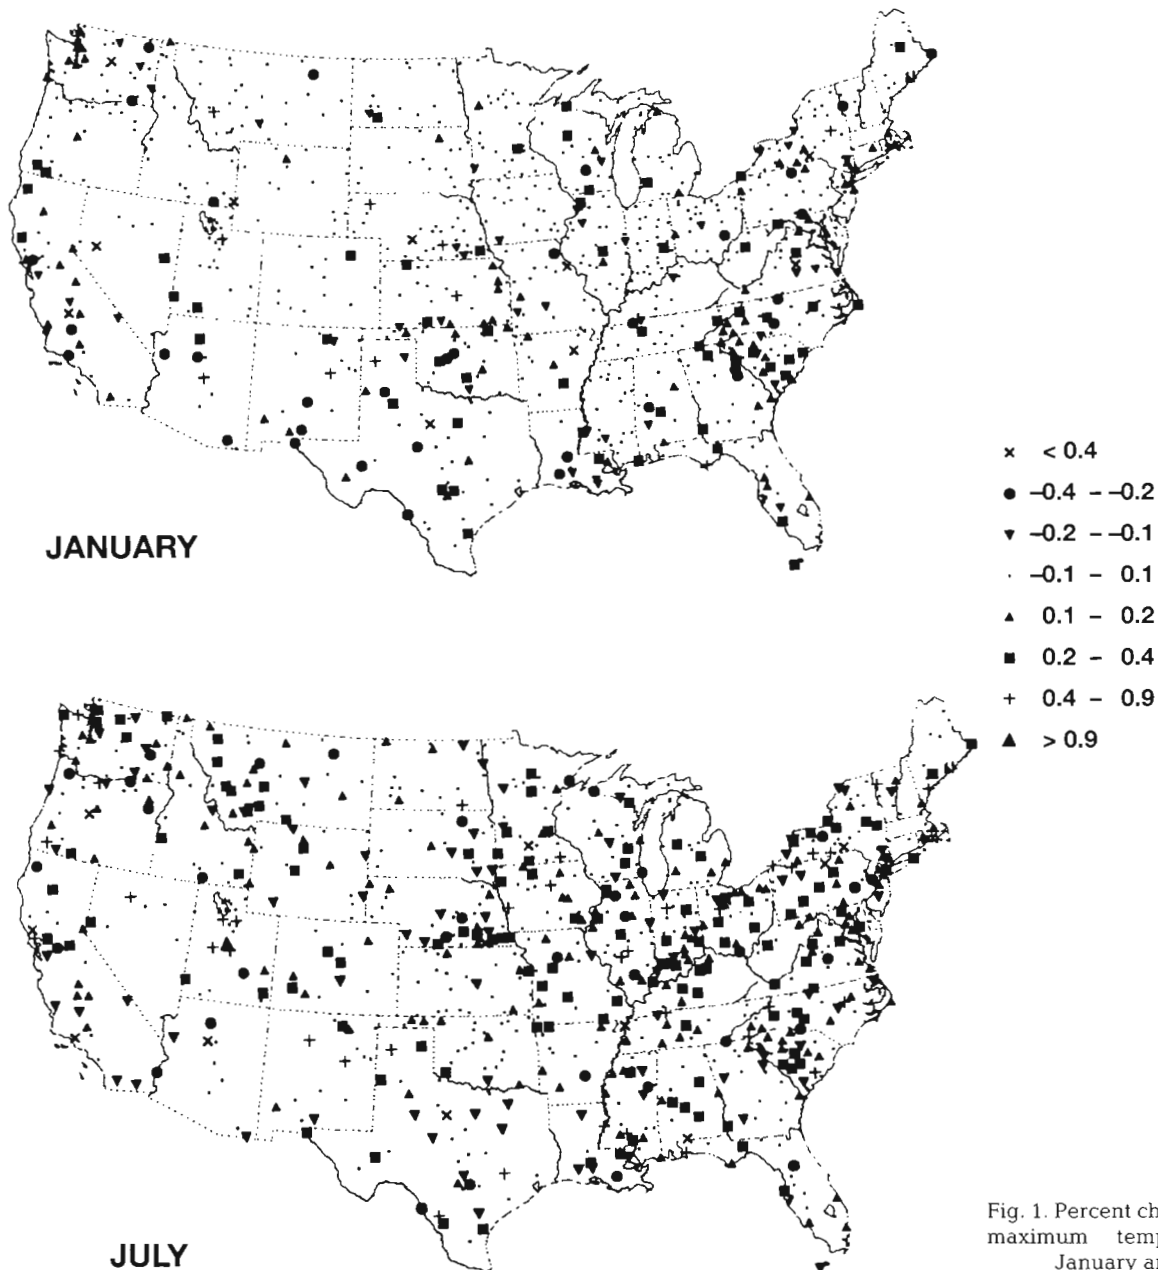 JANUARY
× < 0.4
● −0.4 – −0.2
▼ −0.2 – −0.1
· −0.1 – 0.1
▲ 0.1 – 0.2
■ 0.2 – 0.4
+ 0.4 – 0.9
▲ > 0.9
JULY
Fig. 1. Percent ch
maximum temp
January an